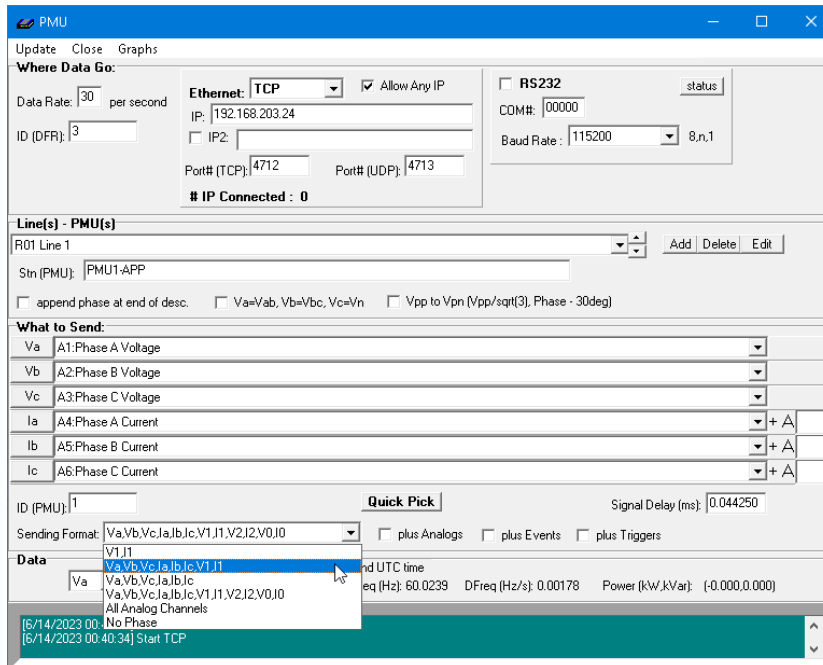 PMU
Update Close Graphs
Where Data Go:
Data Rate: 30 per second
ID (DFR): 3
Ethernet: TCP Allow Any IP
IP: 192.168.203.24
IP2:
Port# (TCP): 4712 Port# (UDP): 4713
# IP Connected : 0
RS232 status
COM#: 00000
Baud Rate : 115200 8,n,1
Line(s) - PMU(s)
R01 Line 1 Add Delete Edit
Stn (PMU): PMU1-APP
append phase at end of desc. Va=Vab, Vb=Vbc, Vc=Vn Vpp to Vpn (Vpp/sqrt(3), Phase - 30deg)
What to Send:
Va A1:Phase A Voltage
Vb A2:Phase B Voltage
Vc A3:Phase C Voltage
Ia A4:Phase A Current + A
Ib A5:Phase B Current + A
Ic A6:Phase C Current + A
ID (PMU): 1 Quick Pick Signal Delay (ms): 0.044250
Sending Format: Va,Vb,Vc,Ia,Ib,Ic,V1,I1,V2,I2,V0,I0 plus Analogs plus Events plus Triggers
V1,I1
Va,Vb,Vc,Ia,Ib,Ic,V1,I1
Va,Vb,Vc,Ia,Ib,Ic
Va,Vb,Vc,Ia,Ib,Ic,V1,I1,V2,I2,V0,I0
All Analog Channels
No Phase
Data nd UTC time
Va eq (Hz): 60.0239 DFreq (Hz/s): 0.00178 Power (kW,kVar): (-0.000,0.000)
[6/14/2023 00:
[6/14/2023 00:40:34] Start TCP